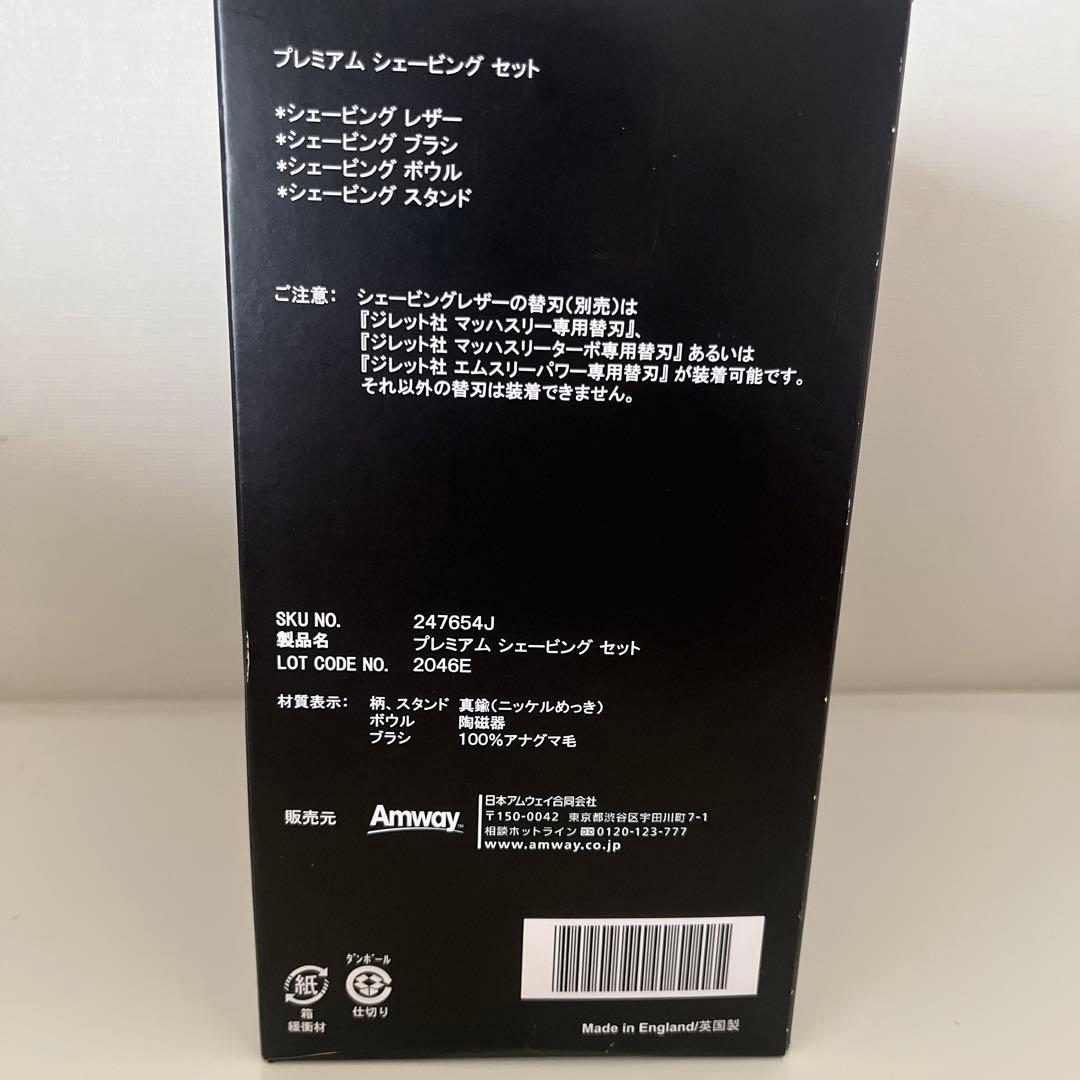 プレミアム シェービング セット
*シェービング レザー
*シェービング ブラシ
*シェービング ボウル
*シェービング スタンド
ご注意： シェービングレザーの替刃(別売)は
『ジレット社 マッハスリー専用替刃』、
『ジレット社 マッハスリーターボ専用替刃』 あるいは
『ジレット社 エムスリーパワー専用替刃』 が装着可能です。
それ以外の替刃は装着できません。
SKU NO. 247654J
製品名 プレミアム シェービング セット
LOT CODE NO. 2046E
材質表示： 柄、スタンド 真鍮(ニッケルめっき)
ボウル 陶磁器
ブラシ 100%アナグマ毛
販売元 Amway™
日本アムウェイ合同会社
〒150-0042 東京都渋谷区宇田川町7-1
相談ホットライン 0120-123-777
www.amway.co.jp
紙
箱
緩衝材
ダンボール
仕切り
Made in England/英国製